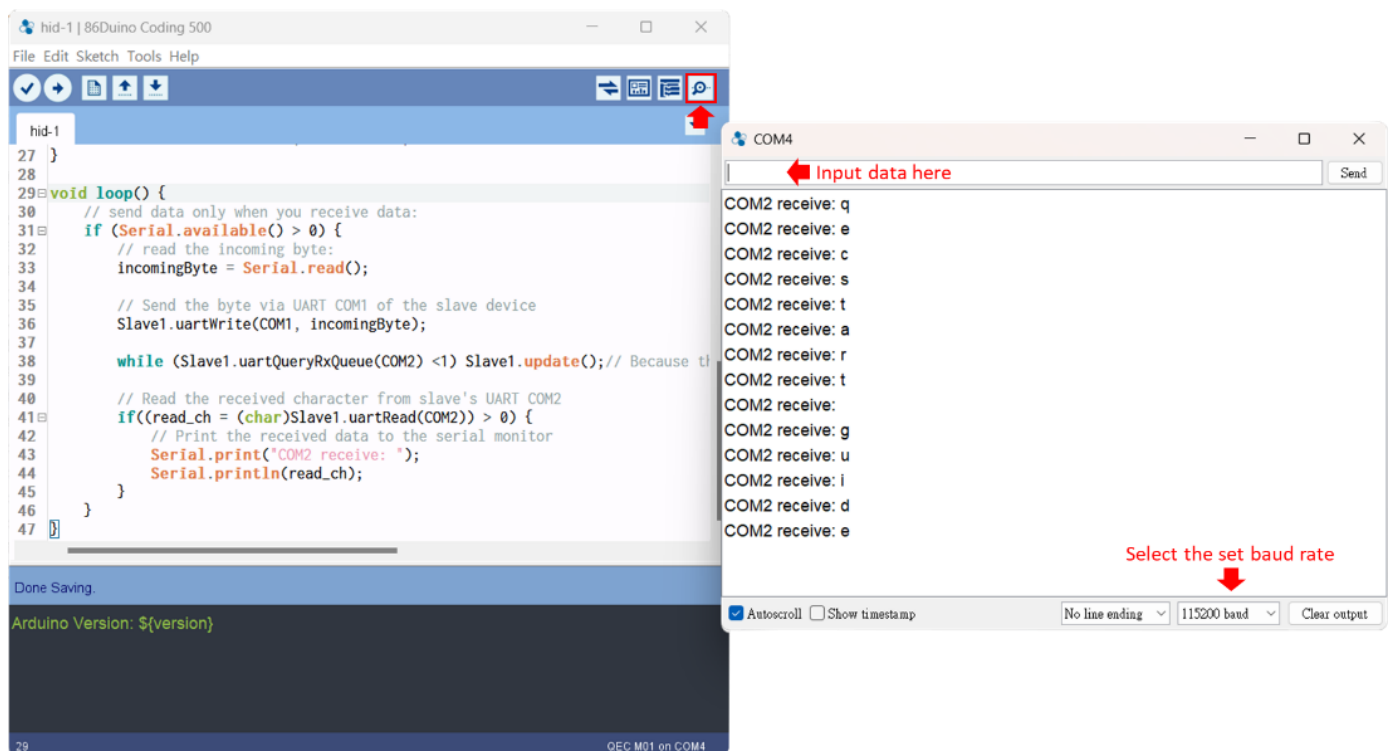 hid-1 | 86Duino Coding 500
File Edit Sketch Tools Help
hid-1
27 }
28
29 void loop() {
30 // send data only when you receive data:
31 if (Serial.available() > 0) {
32 // read the incoming byte:
33 incomingByte = Serial.read();
34
35 // Send the byte via UART COM1 of the slave device
36 Slave1.uartWrite(COM1, incomingByte);
37
38 while (Slave1.uartQueryRxQueue(COM2) <1) Slave1.update();// Because
39
40 // Read the received character from slave's UART COM2
41 if((read_ch = (char)Slave1.uartRead(COM2)) > 0) {
42 // Print the received data to the serial monitor
43 Serial.print("COM2 receive: ");
44 Serial.println(read_ch);
45 }
46 }
47 }
Done Saving.
Arduino Version: ${version}
29
QEC M01 on COM4
COM4
Input data here
Send
COM2 receive: q
COM2 receive: e
COM2 receive: c
COM2 receive: s
COM2 receive: t
COM2 receive: a
COM2 receive: r
COM2 receive: t
COM2 receive:
COM2 receive: g
COM2 receive: u
COM2 receive: i
COM2 receive: d
COM2 receive: e
Select the set baud rate
Autoscroll Show timestamp
No line ending
115200 baud
Clear output